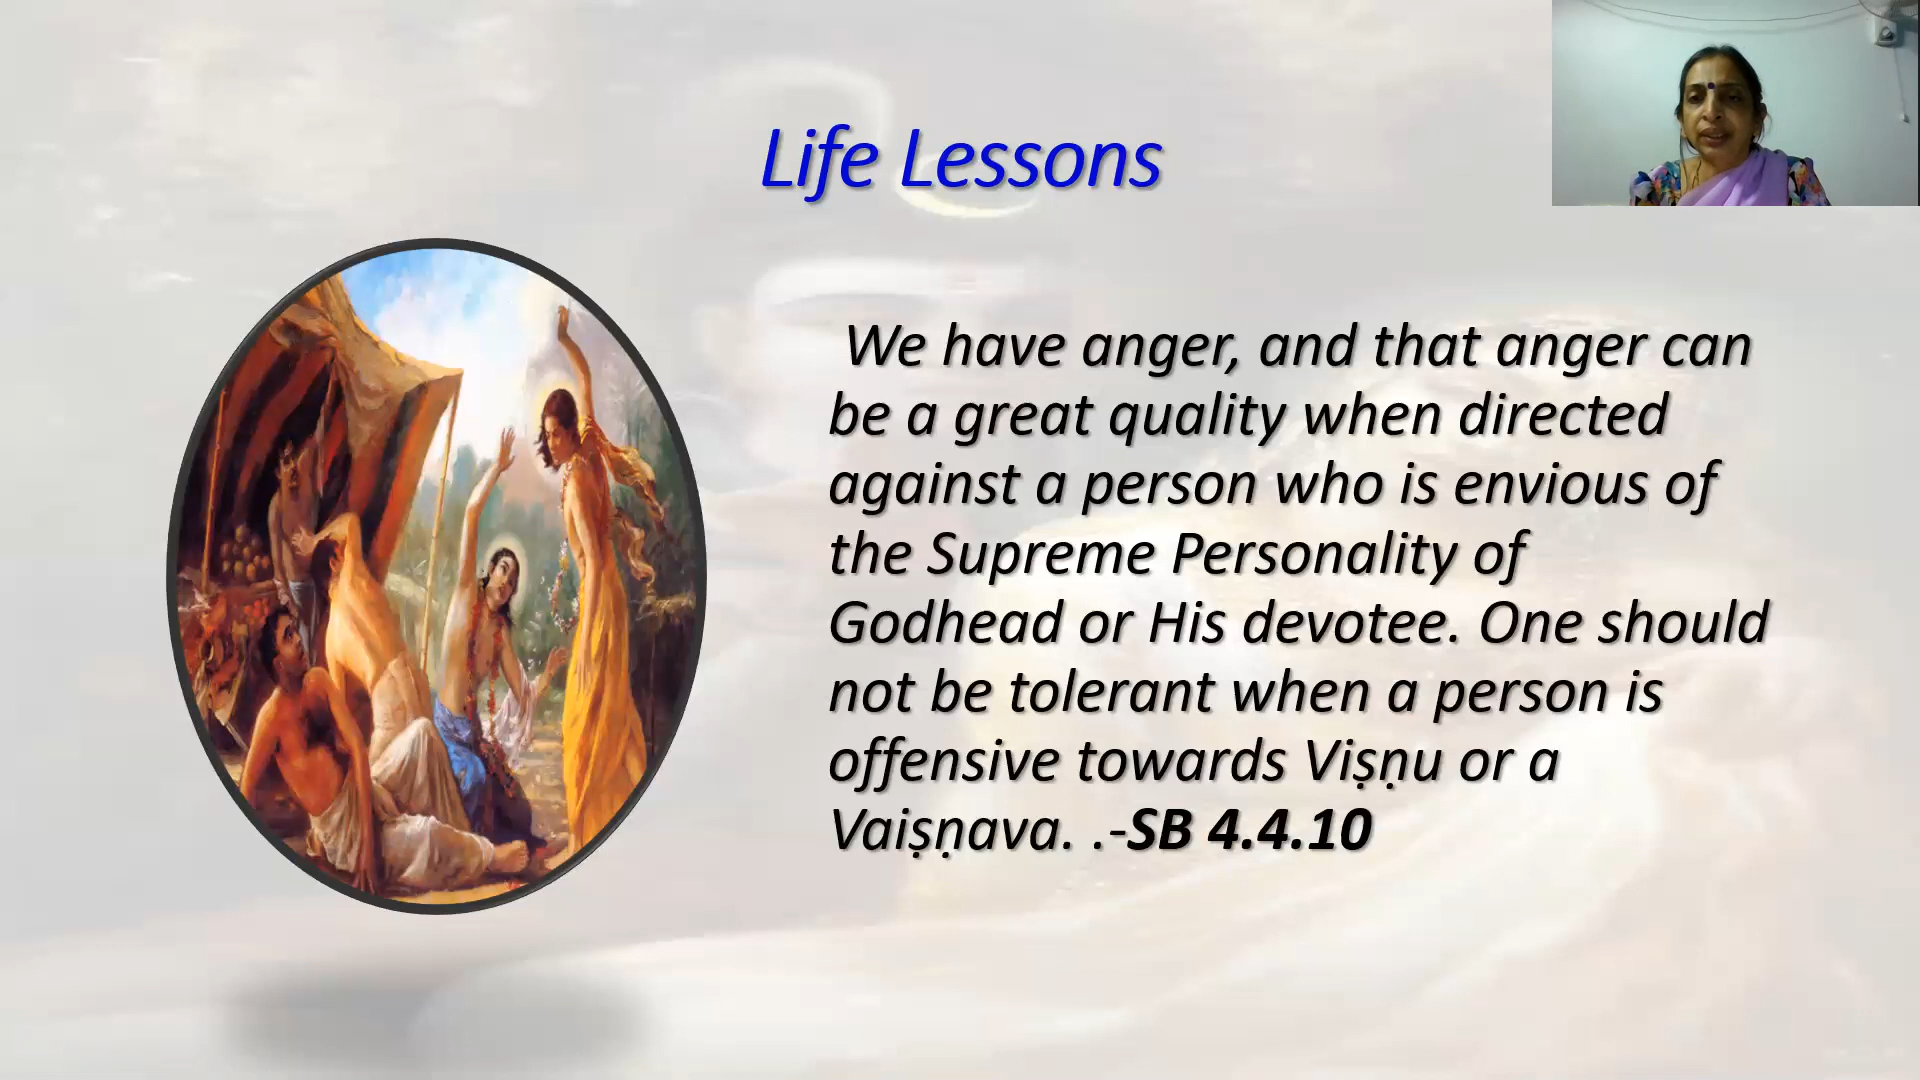 Life Lessons
We have anger, and that anger can
be a great quality when directed
against a person who is envious of
the Supreme Personality of
Godhead or His devotee. One should
not be tolerant when a person is
offensive towards Viṣṇu or a
Vaiṣṇava. .-SB 4.4.10